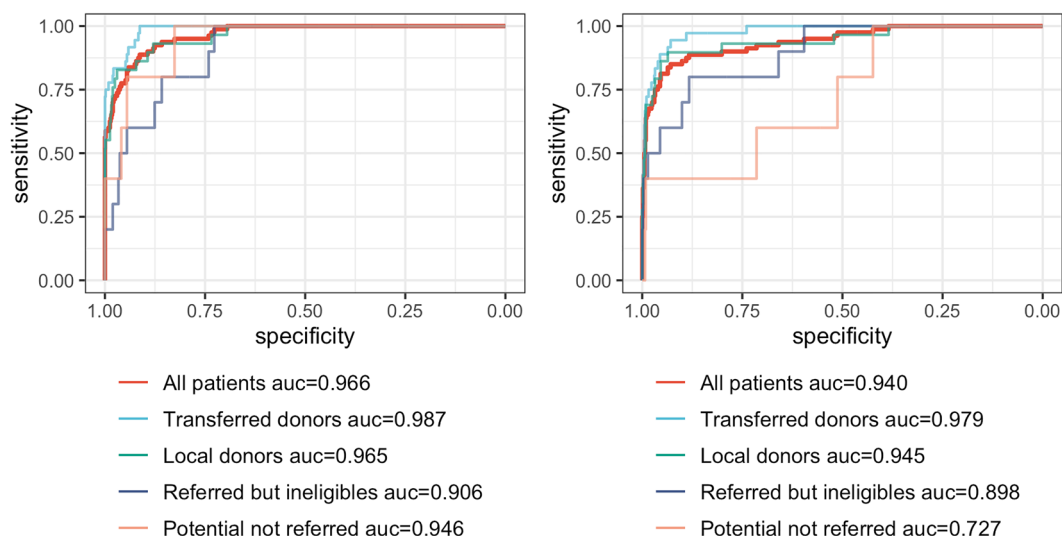 1.00
0.75
0.50
0.25
0.00
sensitivity
1.00 0.75 0.50 0.25 0.00
specificity
All patients auc=0.966
Transferred donors auc=0.987
Local donors auc=0.965
Referred but ineligibles auc=0.906
Potential not referred auc=0.946
1.00
0.75
0.50
0.25
0.00
sensitivity
1.00 0.75 0.50 0.25 0.00
specificity
All patients auc=0.940
Transferred donors auc=0.979
Local donors auc=0.945
Referred but ineligibles auc=0.898
Potential not referred auc=0.727